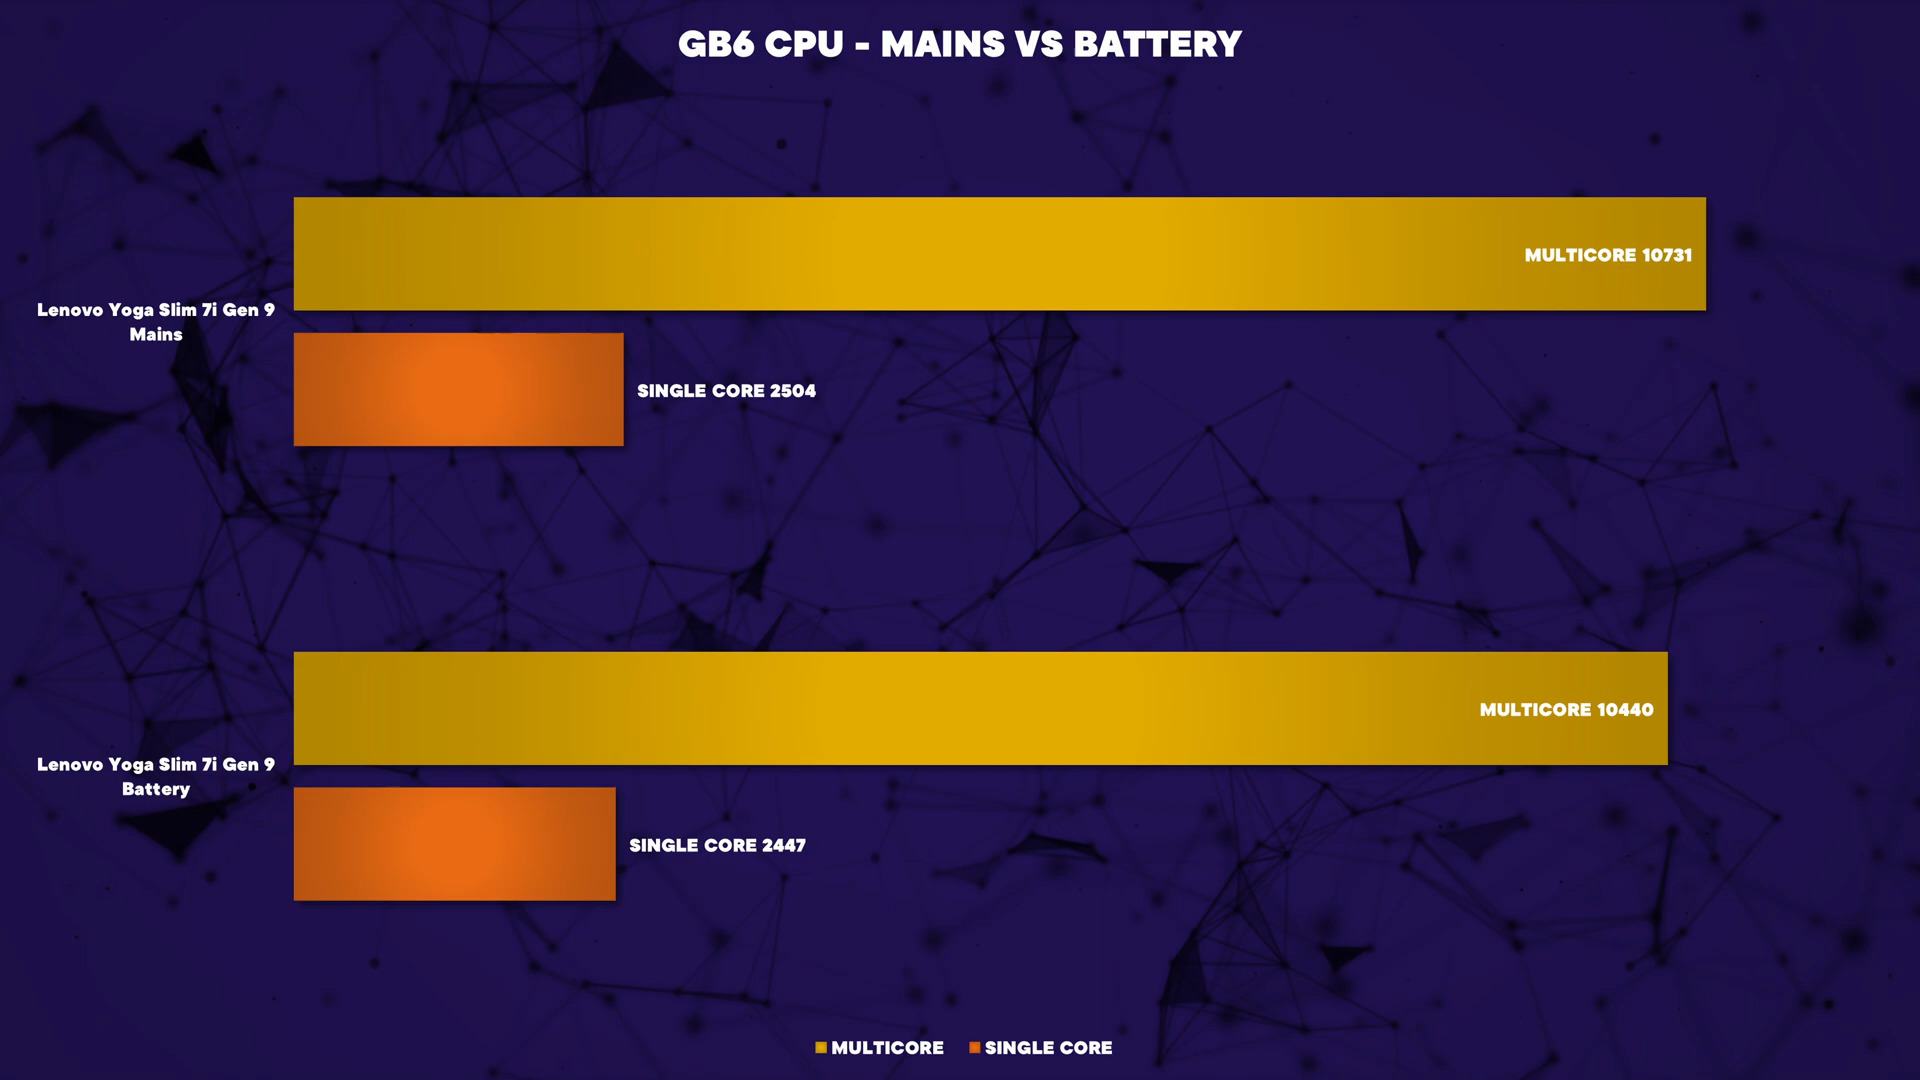 GB6 CPU - MAINS VS BATTERY
MULTICORE 10731
Lenovo Yoga Slim 7i Gen 9
Mains
SINGLE CORE 2504
MULTICORE 10440
Lenovo Yoga Slim 7i Gen 9
Battery
SINGLE CORE 2447
MULTICORE SINGLE CORE